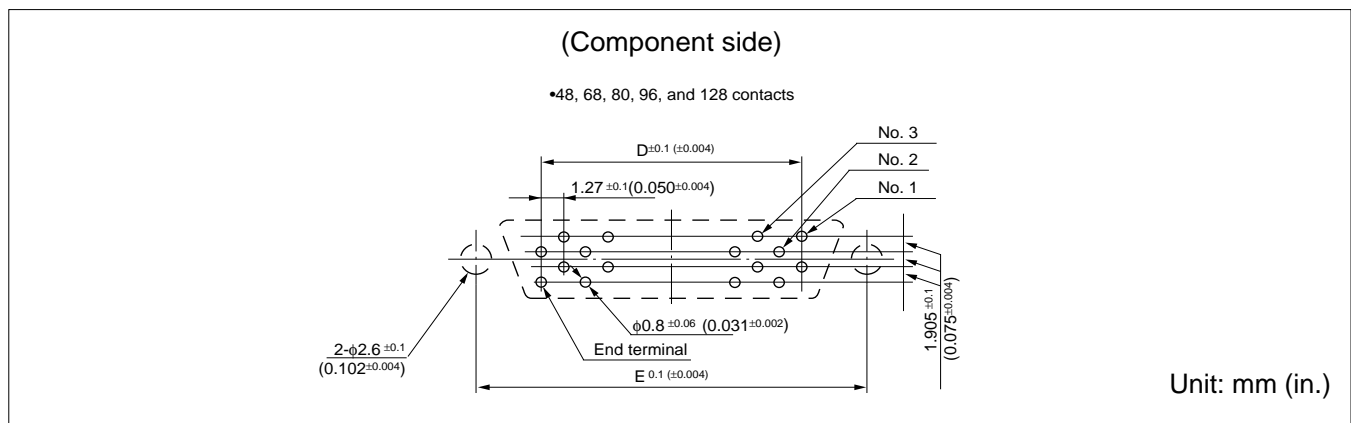 (Component side)
•48, 68, 80, 96, and 128 contacts
No. 3
D±0.1 (±0.004)
No. 2
1.27 ±0.1(0.050±0.004)
No. 1
1.905 ±0.1
(0.075±0.004)
ϕ0.8 ±0.06 (0.031±0.002)
2-ϕ2.6 ±0.1
(0.102±0.004)
End terminal
E 0.1 (±0.004)
Unit: mm (in.)